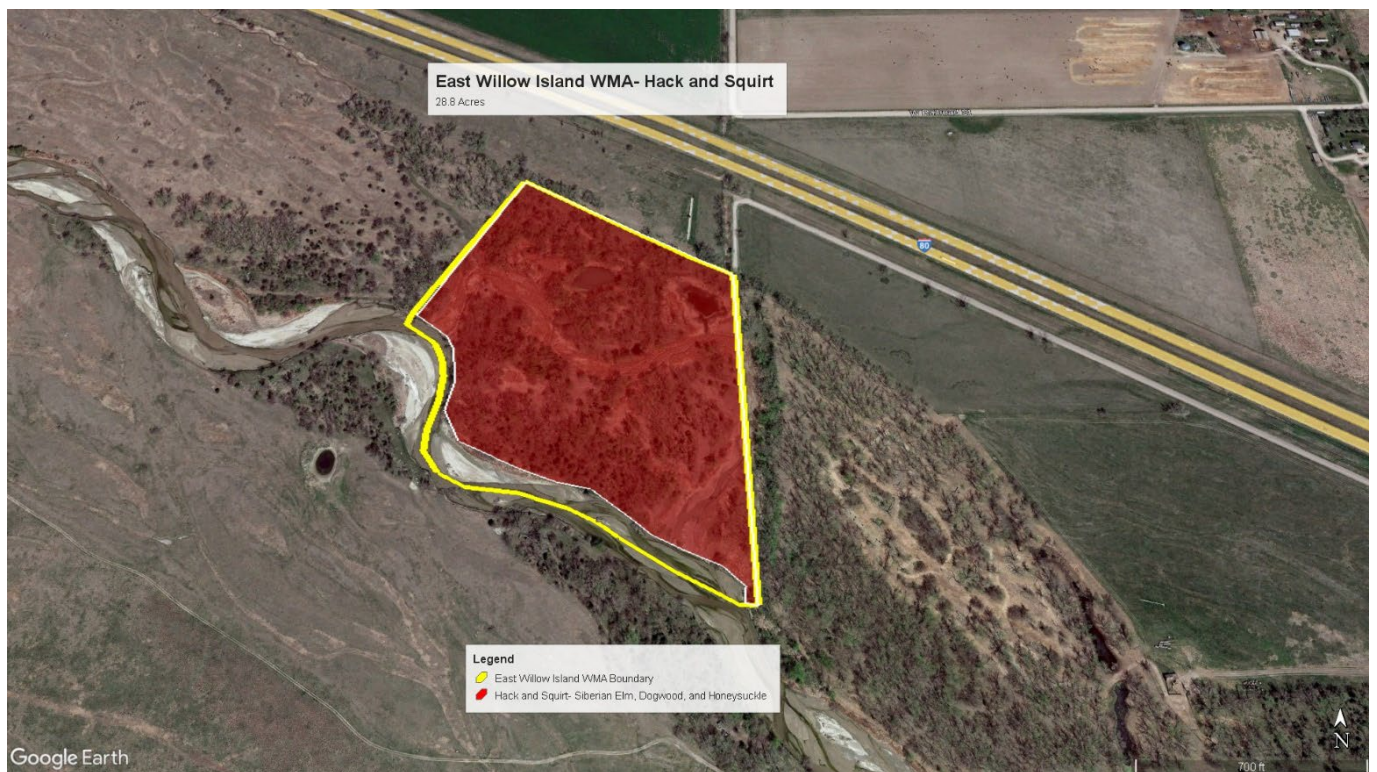 East Willow Island WMA- Hack and Squirt
28.8 Acres
80
Legend
East Willow Island WMA Boundary
Hack and Squirt- Siberian Elm, Dogwood, and Honeysuckle
Google Earth
N
700 ft